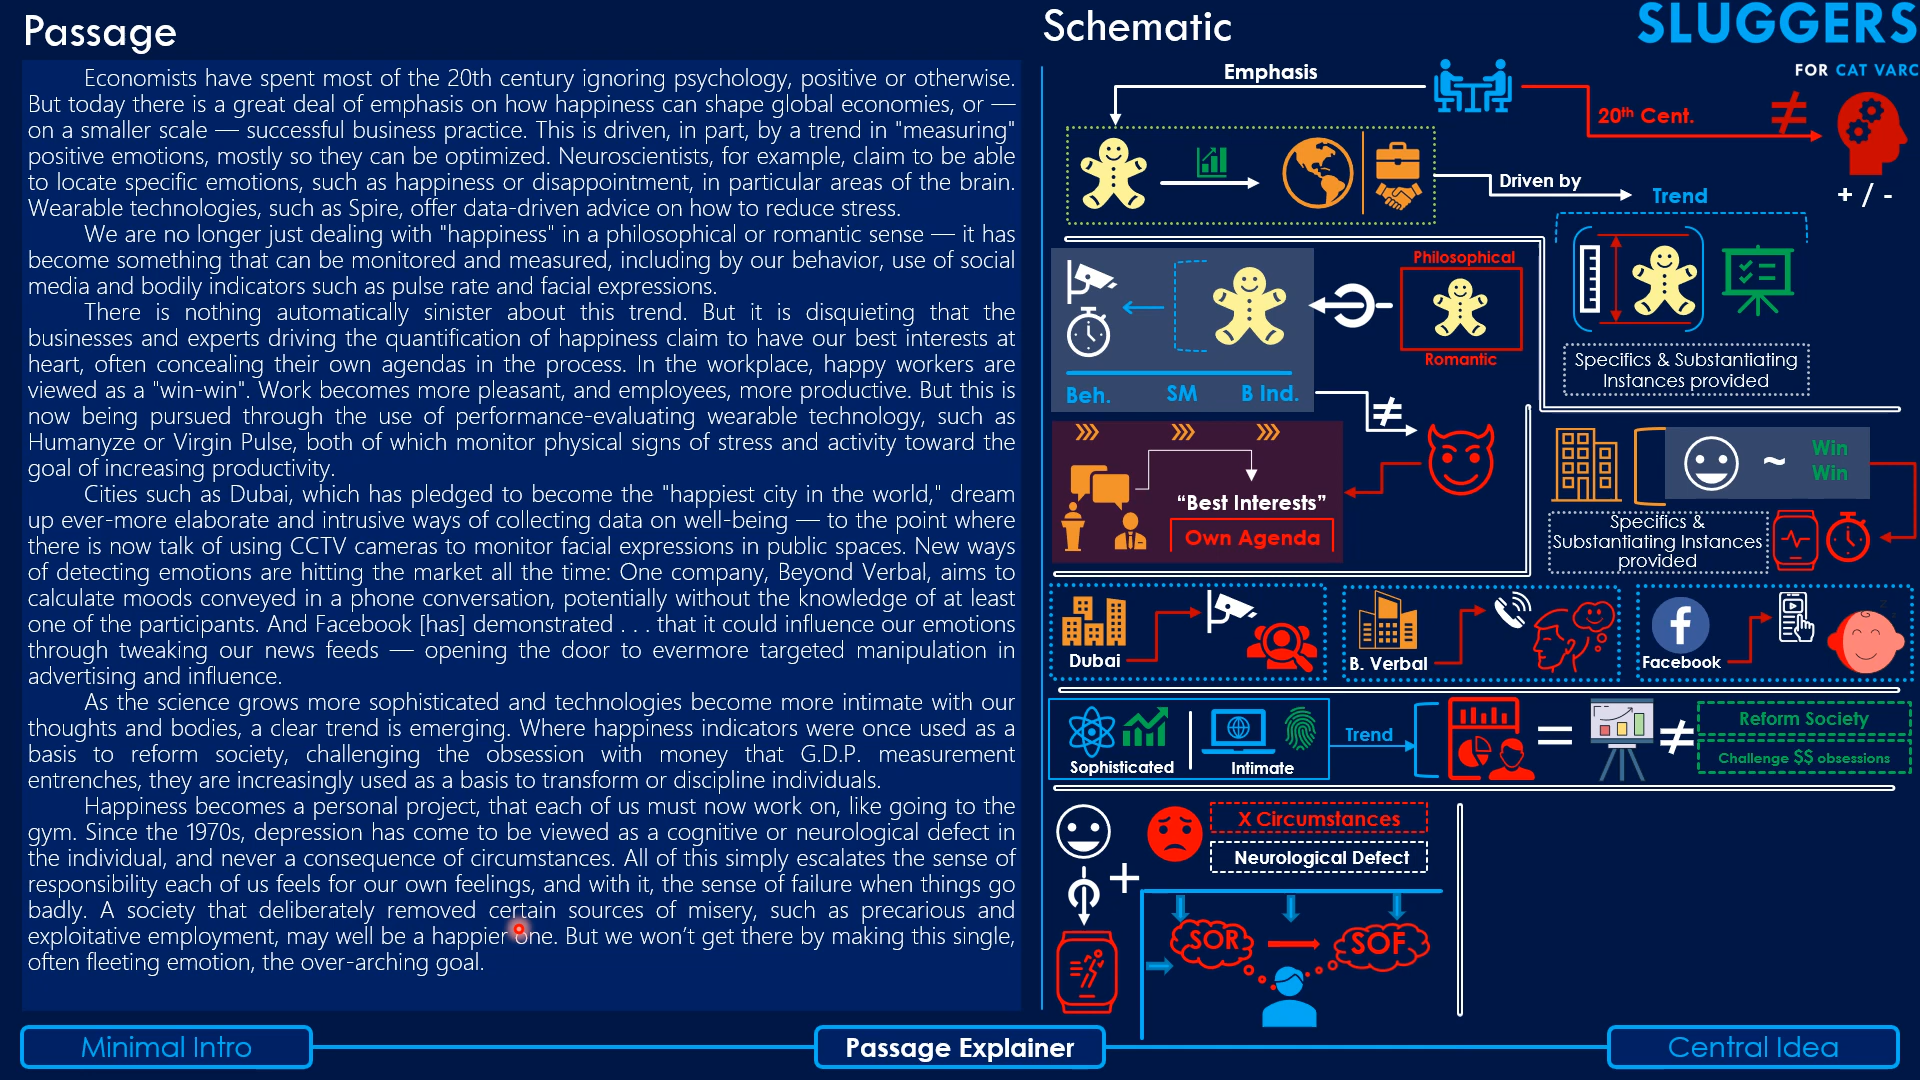 Passage
Economists have spent most of the 20th century ignoring psychology, positive or otherwise.
But today there is a great deal of emphasis on how happiness can shape global economies, or —
on a smaller scale — successful business practice. This is driven, in part, by a trend in "measuring"
positive emotions, mostly so they can be optimized. Neuroscientists, for example, claim to be able
to locate specific emotions, such as happiness or disappointment, in particular areas of the brain.
Wearable technologies, such as Spire, offer data-driven advice on how to reduce stress.
We are no longer just dealing with "happiness" in a philosophical or romantic sense — it has
become something that can be monitored and measured, including by our behavior, use of social
media and bodily indicators such as pulse rate and facial expressions.
There is nothing automatically sinister about this trend. But it is disquieting that the
businesses and experts driving the quantification of happiness claim to have our best interests at
heart, often concealing their own agendas in the process. In the workplace, happy workers are
viewed as a "win-win". Work becomes more pleasant, and employees, more productive. But this is
now being pursued through the use of performance-evaluating wearable technology, such as
Humanyze or Virgin Pulse, both of which monitor physical signs of stress and activity toward the
goal of increasing productivity.
Cities such as Dubai, which has pledged to become the "happiest city in the world," dream
up ever-more elaborate and intrusive ways of collecting data on well-being — to the point where
there is now talk of using CCTV cameras to monitor facial expressions in public spaces. New ways
of detecting emotions are hitting the market all the time: One company, Beyond Verbal, aims to
calculate moods conveyed in a phone conversation, potentially without the knowledge of at least
one of the participants. And Facebook [has] demonstrated . . . that it could influence our emotions
through tweaking our news feeds — opening the door to evermore targeted manipulation in
advertising and influence.
As the science grows more sophisticated and technologies become more intimate with our
thoughts and bodies, a clear trend is emerging. Where happiness indicators were once used as a
basis to reform society, challenging the obsession with money that G.D.P. measurement
entrenches, they are increasingly used as a basis to transform or discipline individuals.
Happiness becomes a personal project, that each of us must now work on, like going to the
gym. Since the 1970s, depression has come to be viewed as a cognitive or neurological defect in
the individual, and never a consequence of circumstances. All of this simply escalates the sense of
responsibility each of us feels for our own feelings, and with it, the sense of failure when things go
badly. A society that deliberately removed certain sources of misery, such as precarious and
exploitative employment, may well be a happier one. But we won't get there by making this single,
often fleeting emotion, the over-arching goal.
Schematic
SLUGGERS
FOR CAT VARC
Emphasis
20th Cent.
≠
+ / -
Driven by
Trend
Philosophical
Romantic
Specifics & Substantiating
Instances provided
Beh. SM B Ind.
≠
~
Win
Win
"Best Interests"
Own Agenda
Specifics &
Substantiating Instances
provided
Dubai
B. Verbal
Facebook
Sophisticated
Intimate
Trend
=
≠
Reform Society
Challenge $$ obsessions
X Circumstances
Neurological Defect
+
SOR
SOF
Minimal Intro
Passage Explainer
Central Idea